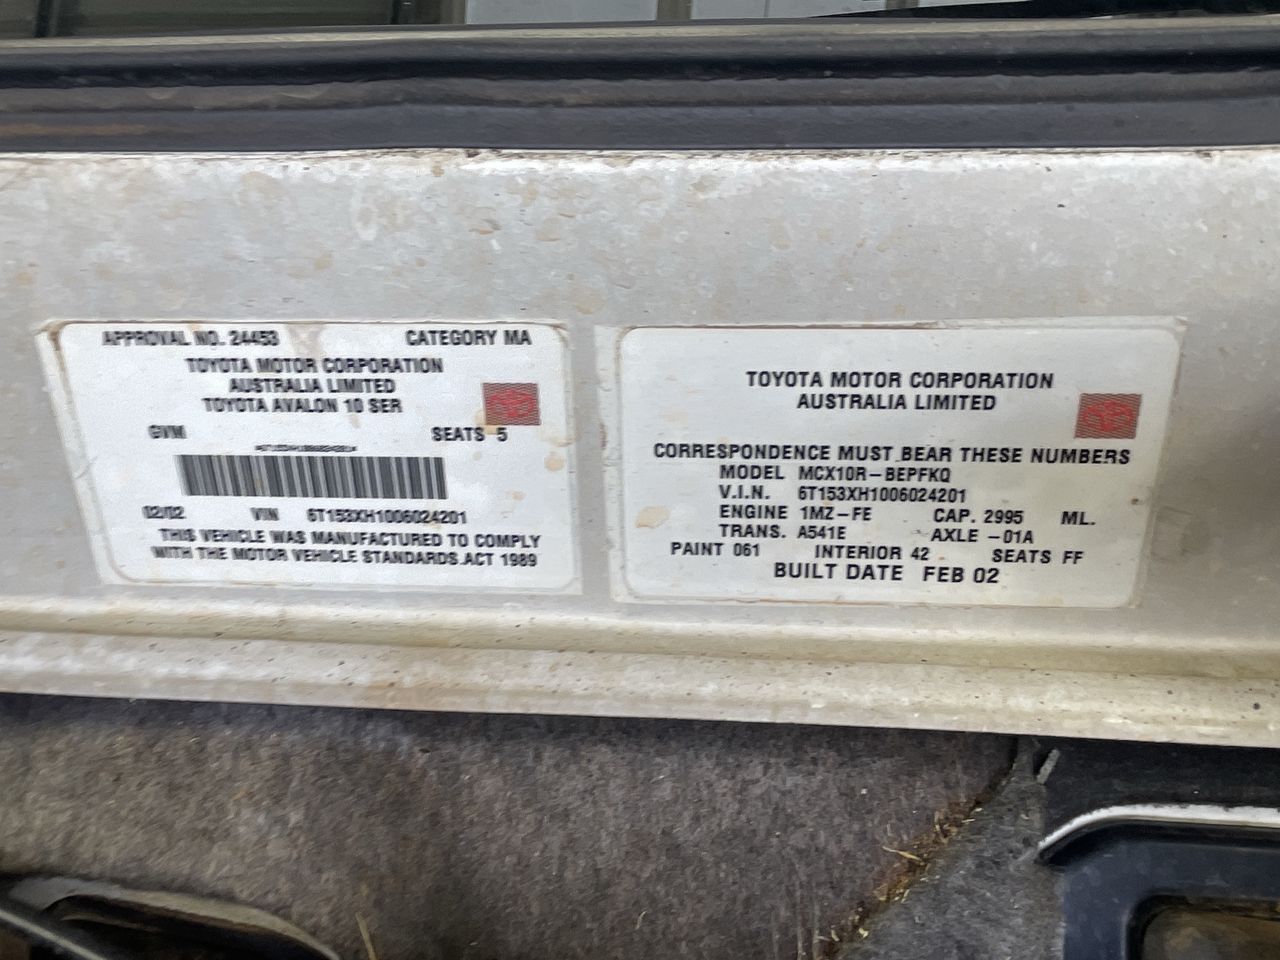 APPROVAL NO. 24453 CATEGORY MA
TOYOTA MOTOR CORPORATION
AUSTRALIA LIMITED
TOYOTA AVALON 10 SER
GVM SEATS 5
02/02 VIN 6T153XH1006024201
THIS VEHICLE WAS MANUFACTURED TO COMPLY
WITH THE MOTOR VEHICLE STANDARDS.ACT 1989
TOYOTA MOTOR CORPORATION
AUSTRALIA LIMITED
CORRESPONDENCE MUST BEAR THESE NUMBERS
MODEL MCX10R-BEPFKQ
V.I.N. 6T153XH1006024201
ENGINE 1MZ-FE CAP. 2995 ML.
TRANS. A541E AXLE -01A
PAINT 061 INTERIOR 42 SEATS FF
BUILT DATE FEB 02